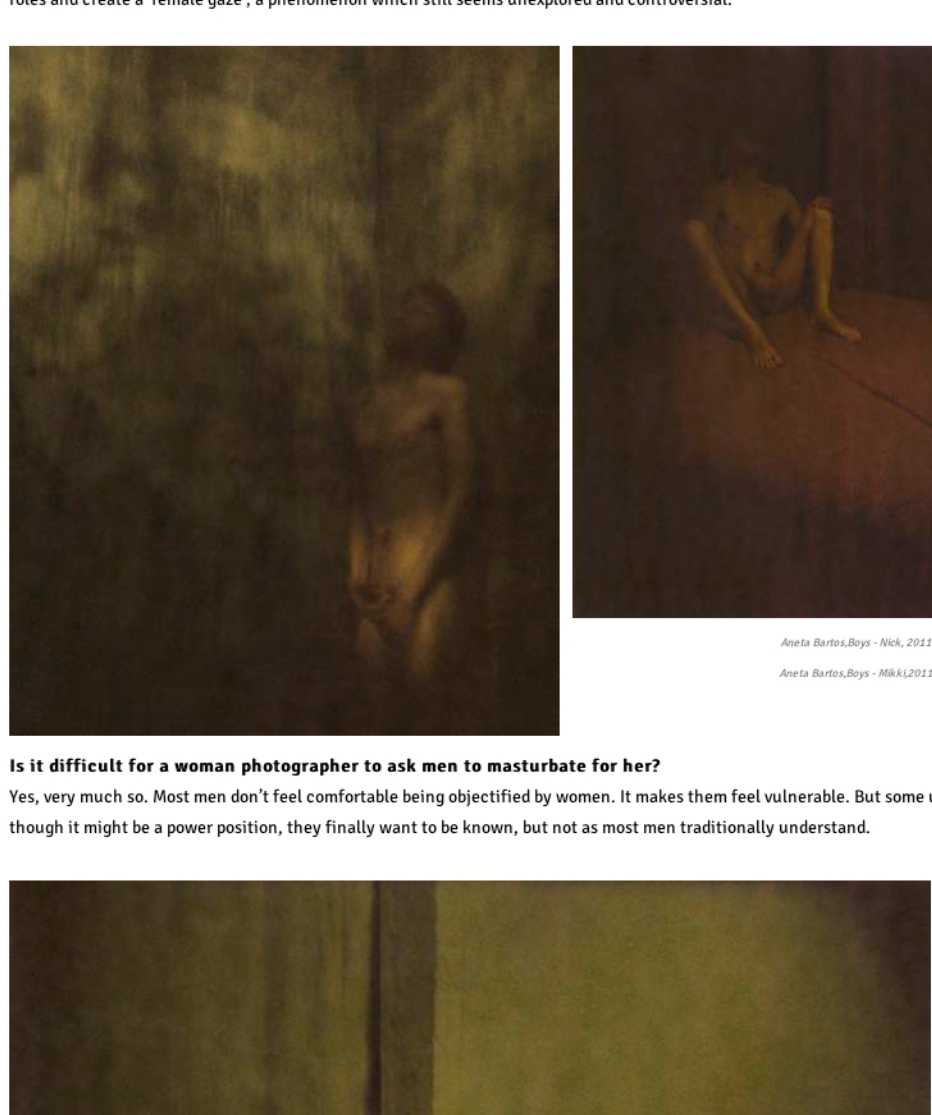 roles and create a 'female gaze', a phenomenon which still seems unexplored and controversial.
Aneta Bartos,Boys - Nick, 2011
Aneta Bartos,Boys - Mikki,2011
Is it difficult for a woman photographer to ask men to masturbate for her?
Yes, very much so. Most men don't feel comfortable being objectified by women. It makes them feel vulnerable. But some
though it might be a power position, they finally want to be known, but not as most men traditionally understand.